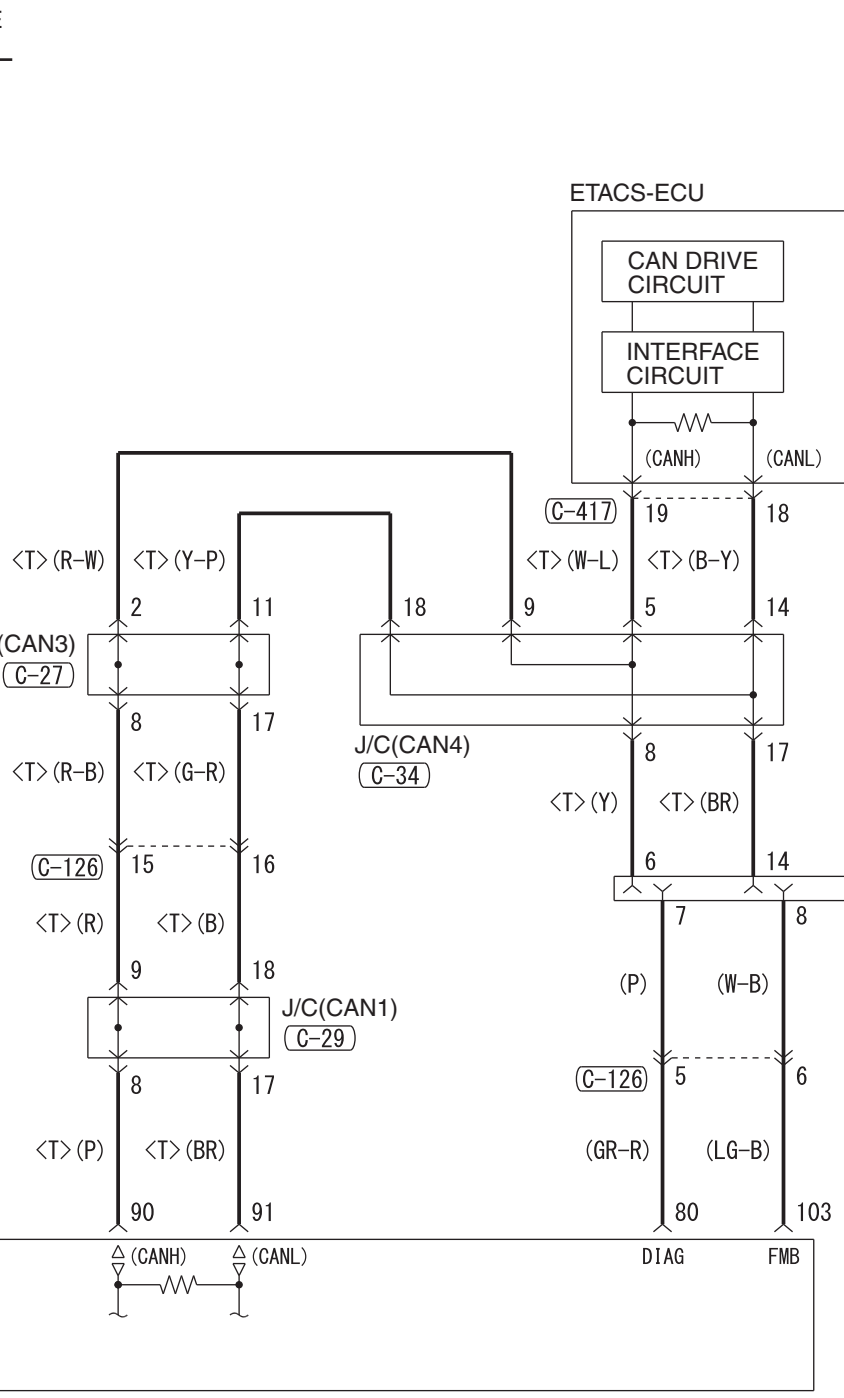 E
ETACS-ECU
CAN DRIVE
CIRCUIT
INTERFACE
CIRCUIT
(CANH) (CANL)
C-417 19 18
<T>(R-W) <T>(Y-P) <T>(W-L) <T>(B-Y)
2 11 18 9 5 14
(CAN3)
C-27
8 17
J/C(CAN4)
8 17
<T>(R-B) <T>(G-R) C-34
<T>(Y) <T>(BR)
C-126 15 16 6 14
7 8
<T>(R) <T>(B)
9 18 (P) (W-B)
J/C(CAN1)
C-29
8 17 C-126 5 6
<T>(P) <T>(BR) (GR-R) (LG-B)
90 91 80 103
(CANH) (CANL) DIAG FMB